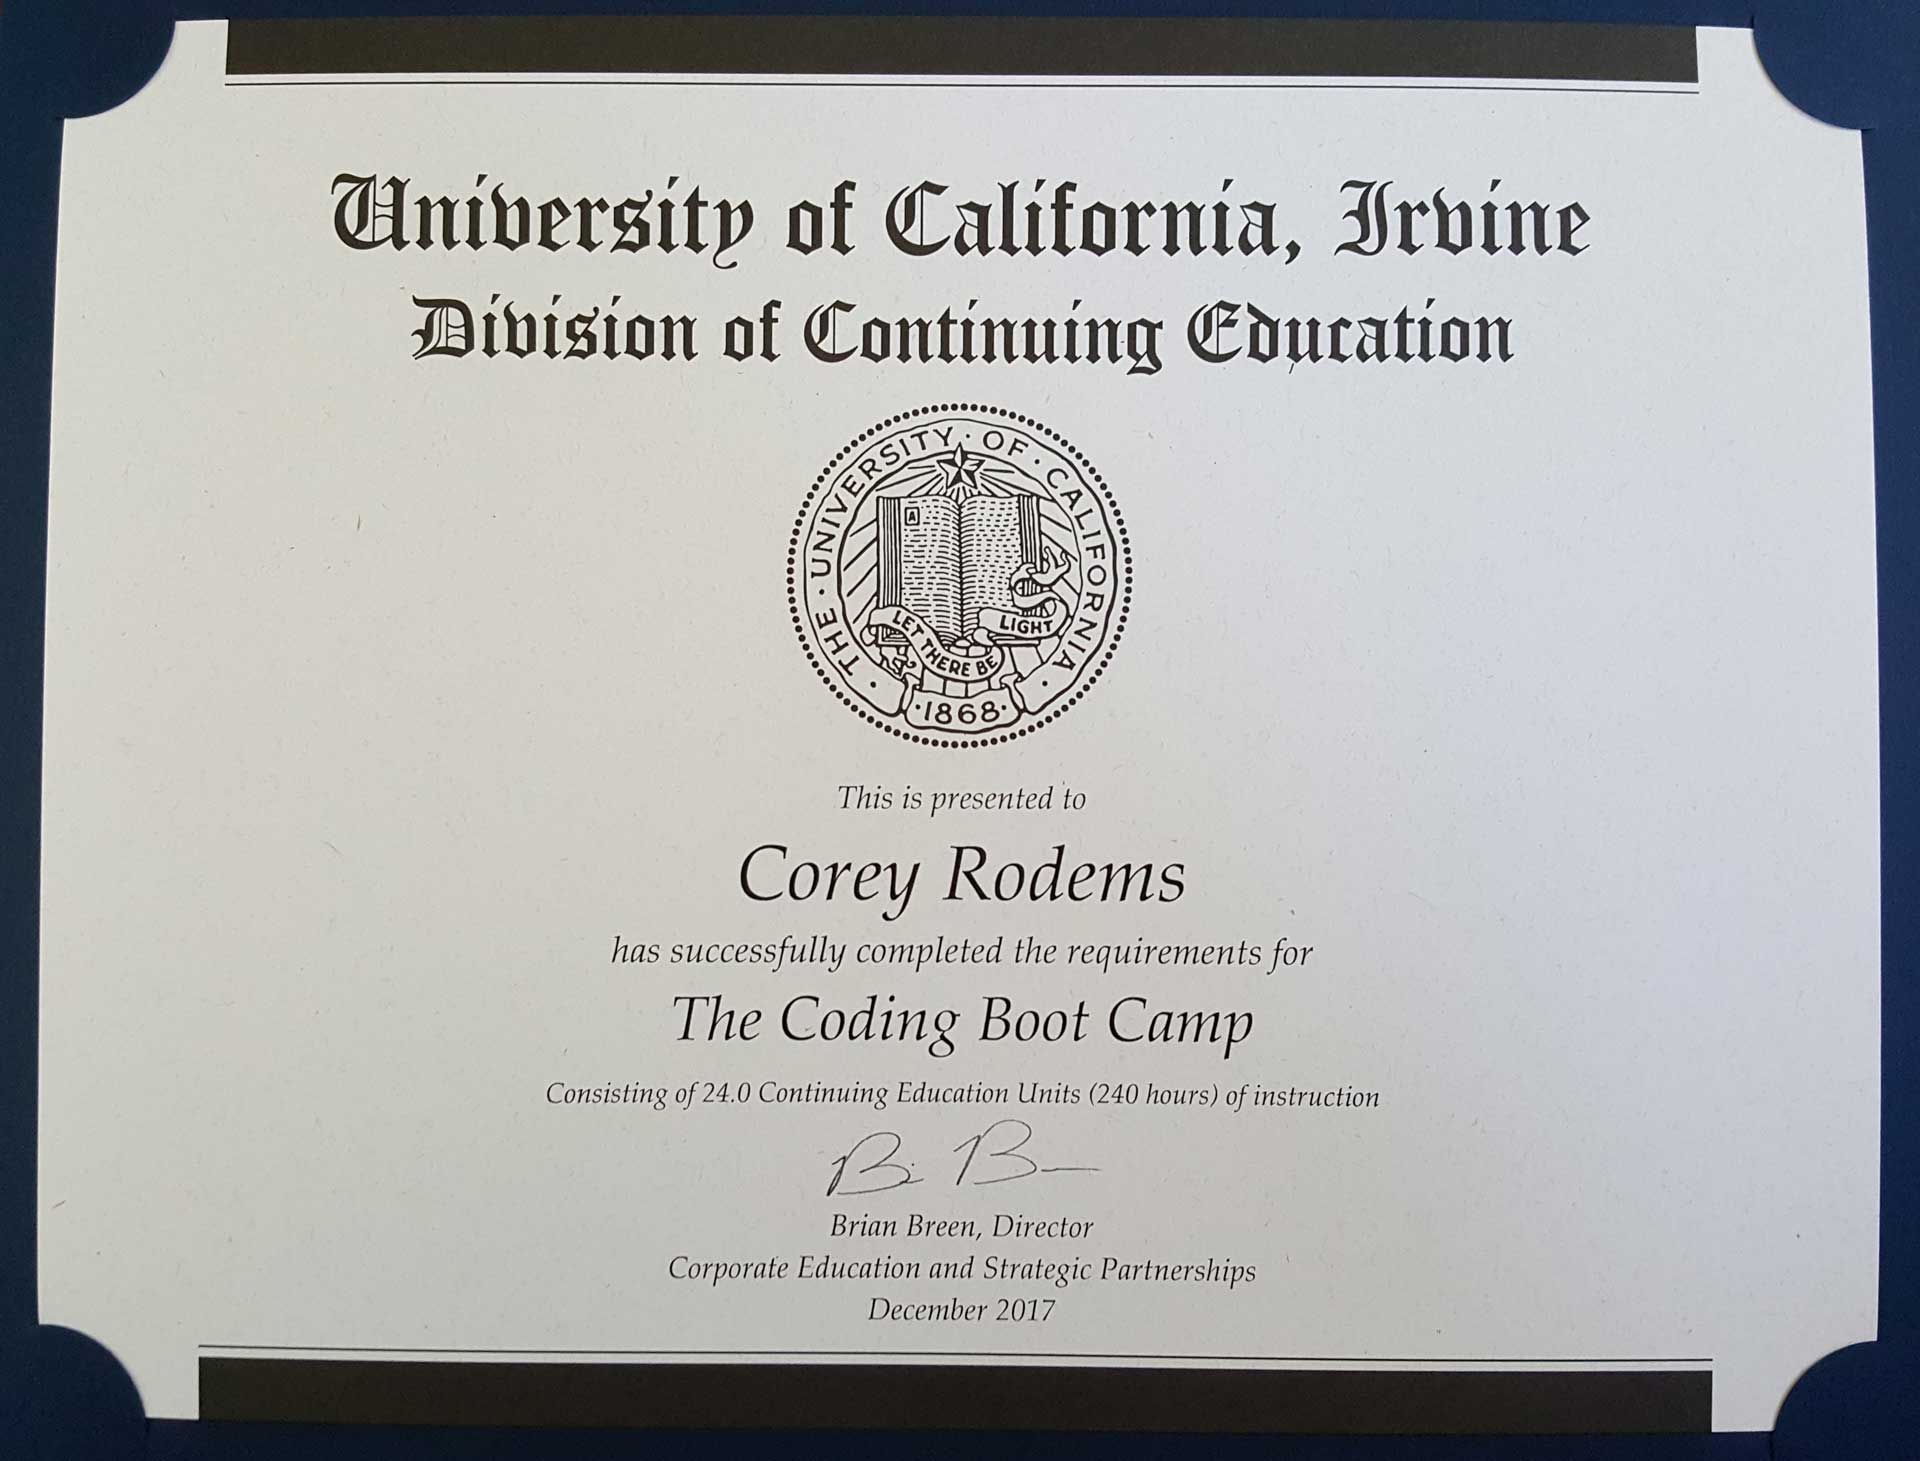 University of California, Irvine
Division of Continuing Education
THE · UNIVERSITY · OF · CALIFORNIA
A
LET THERE BE LIGHT
·1868·
This is presented to
Corey Rodems
has successfully completed the requirements for
The Coding Boot Camp
Consisting of 24.0 Continuing Education Units (240 hours) of instruction
Brian Breen, Director
Corporate Education and Strategic Partnerships
December 2017